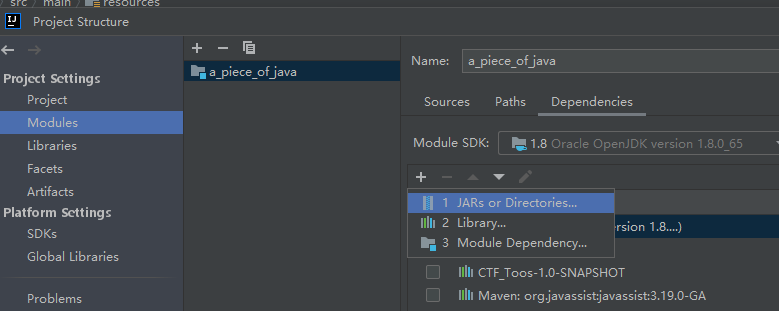 src main resources
Project Structure
Project Settings
Project
Modules
Libraries
Facets
Artifacts
Platform Settings
SDKs
Global Libraries
Problems
a_piece_of_java
Name: a_piece_of_java
Sources Paths Dependencies
Module SDK: 1.8 Oracle OpenJDK version 1.8.0_65
1 JARs or Directories...
2 Library...
3 Module Dependency...
ersion 1.8....)
CTF_Toos-1.0-SNAPSHOT
Maven: org.javassist:javassist:3.19.0-GA